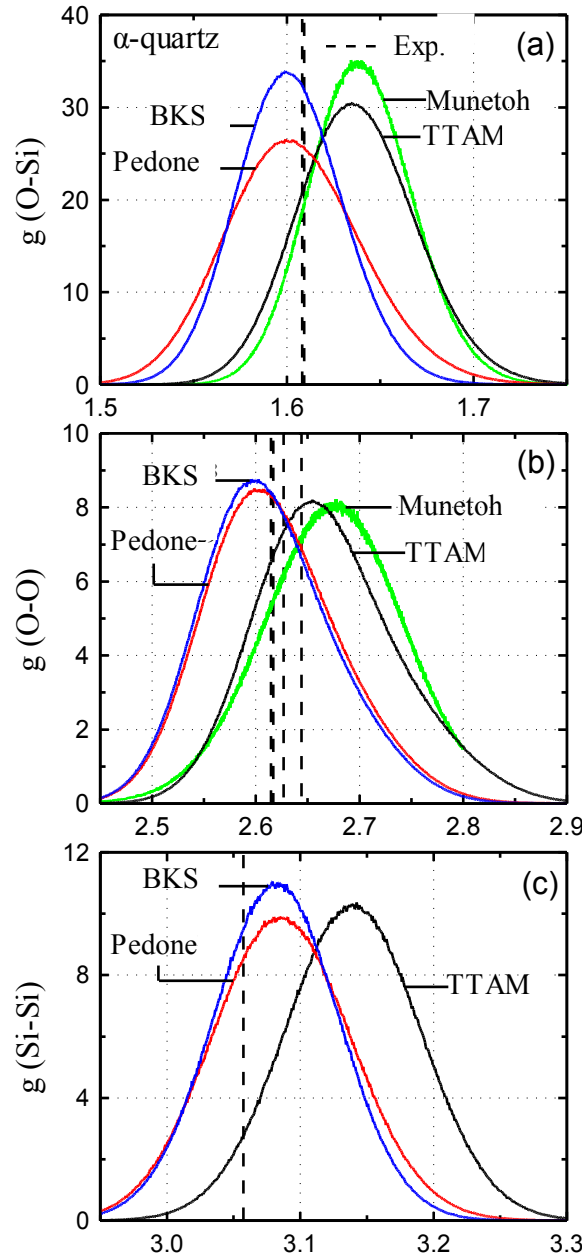 α-quartz
Exp.
(a)
BKS
Munetoh
TTAM
Pedone
g (O-Si)
40
30
20
10
0
1.5
1.6
1.7
(b)
BKS
Munetoh
Pedone
TTAM
g (O-O)
10
8
6
4
2
0
2.5
2.6
2.7
2.8
2.9
(c)
BKS
Pedone
TTAM
g (Si-Si)
12
8
4
0
3.0
3.1
3.2
3.3